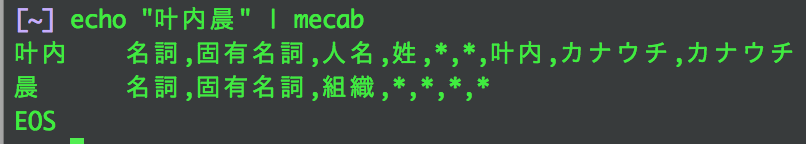 [~] echo "叶内晨" | mecab
叶内	名詞,固有名詞,人名,姓,*,*,叶内,カナウチ,カナウチ
晨	名詞,固有名詞,組織,*,*,*,*
EOS